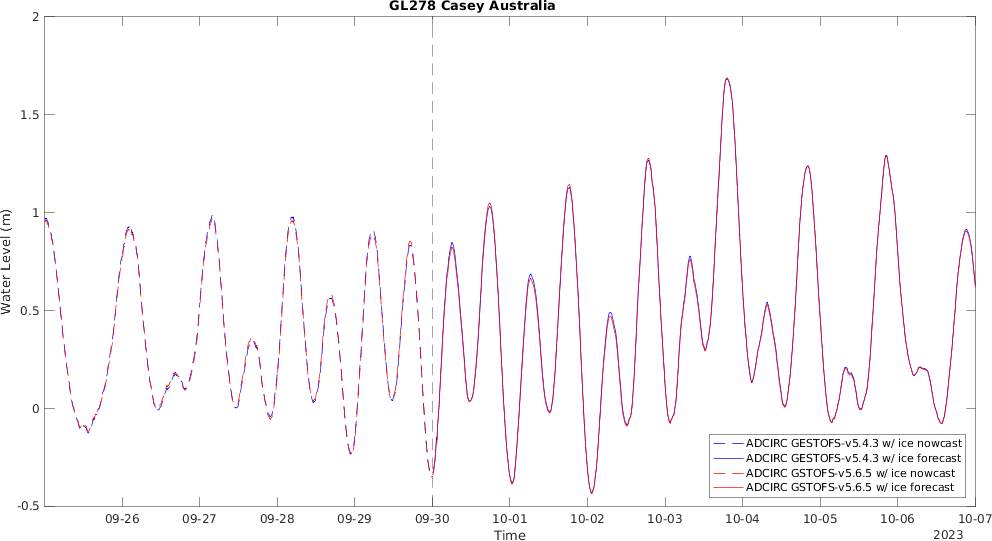 GL278 Casey Australia
2
1.5
1
0.5
0
-0.5
Water Level (m)
ADCIRC GESTOFS-v5.4.3 w/ ice nowcast
ADCIRC GESTOFS-v5.4.3 w/ ice forecast
ADCIRC GSTOFS-v5.6.5 w/ ice nowcast
ADCIRC GSTOFS-v5.6.5 w/ ice forecast
09-26 09-27 09-28 09-29 09-30 10-01 10-02 10-03 10-04 10-05 10-06 10-07
Time
2023